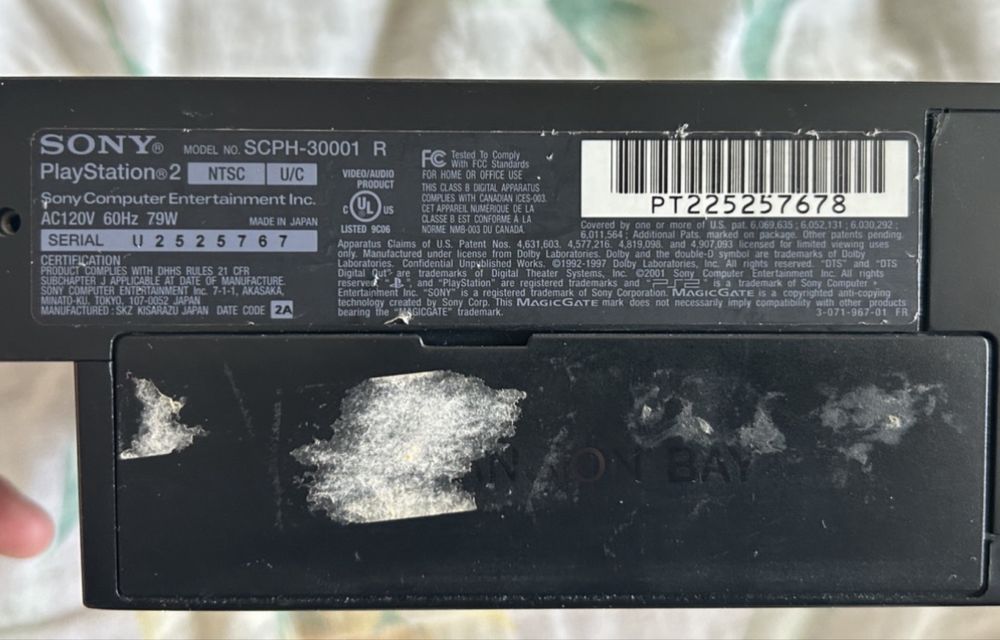 SONY®
MODEL NO. SCPH-30001 R
PlayStation®2 NTSC U/C
Sony Computer Entertainment Inc.
AC120V 60Hz 79W MADE IN JAPAN
SERIAL U2525767
CERTIFICATION
PRODUCT COMPLIES WITH DHHS RULES 21 CFR
SUBCHAPTER J APPLICABLE AT DATE OF MANUFACTURE.
SONY COMPUTER ENTERTAINMENT Inc. 7-1-1, AKASAKA,
MINATO-KU, TOKYO, 107-0052 JAPAN
MANUFACTURED: SKZ KISARAZU JAPAN DATE CODE 2A
VIDEO/AUDIO
PRODUCT
C UL US
LISTED 9C06
FC Tested To Comply
With FCC Standards
FOR HOME OR OFFICE USE
THIS CLASS B DIGITAL APPARATUS
COMPLIES WITH CANADIAN ICES-003.
CET APPAREIL NUMÉRIQUE DE LA
CLASSE B EST CONFORME À LA
NORME NMB-003 DU CANADA.
PT225257678
Covered by one or more of U.S. pat. 6,069,635; 6,052,131; 6,030,292;
6,011,564; Additional Pats. marked on package. Other patents pending.
Apparatus Claims of U.S. Patent Nos. 4,631,603, 4,577,216, 4,819,098, and 4,907,093 licensed for limited viewing uses
only. Manufactured under license from Dolby Laboratories. Dolby and the double-D symbol are trademarks of Dolby
Laboratories. Confidential Unpublished Works. ©1992-1997 Dolby Laboratories, Inc. All rights reserved. "DTS" and "DTS
Digital Out" are trademarks of Digital Theater Systems, Inc. ©2001 Sony Computer Entertainment Inc. All rights
reserved. and "PlayStation" are registered trademarks and "PS2" is a trademark of Sony Computer
Entertainment Inc. "SONY" is a registered trademark of Sony Corporation. MAGICGATE is a copyrighted anti-copying
technology created by Sony Corp. This MAGICGATE mark does not necessarily imply compatibility with other products
bearing the "MAGICGATE" trademark.
3-071-967-01 FR
BAY